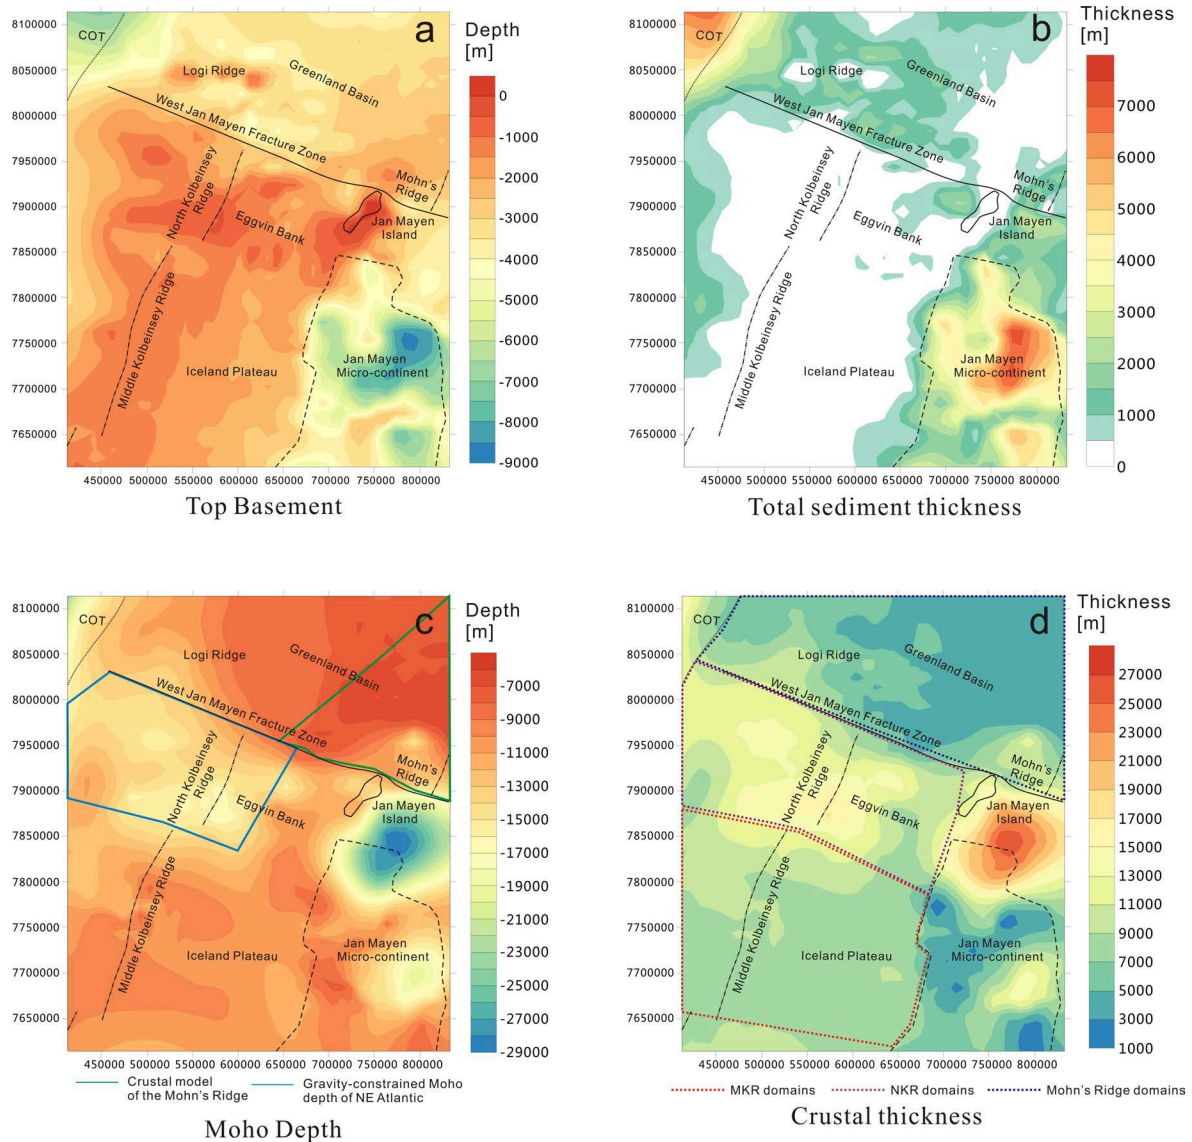 a
Depth
[m]
8100000
8050000
8000000
7950000
7900000
7850000
7800000
7750000
7700000
7650000
COT
Logi Ridge
Greenland Basin
West Jan Mayen Fracture Zone
North Kolbeinsey
Ridge
Mohn's
Ridge
Eggvin Bank
Jan Mayen
Island
Middle Kolbeinsey Ridge
Iceland Plateau
Jan Mayen
Micro-continent
0
-1000
-2000
-3000
-4000
-5000
-6000
-7000
-8000
-9000
450000 500000 550000 600000 650000 700000 750000 800000
Top Basement
b
Thickness
[m]
8100000
8050000
8000000
7950000
7900000
7850000
7800000
7750000
7700000
7650000
COT
Logi Ridge
Greenland Basin
West Jan Mayen Fracture Zone
North Kolbeinsey
Ridge
Mohn's
Ridge
Eggvin Bank
Jan Mayen
Island
Middle Kolbeinsey Ridge
Iceland Plateau
Jan Mayen
Micro-continent
7000
6000
5000
4000
3000
2000
1000
0
450000 500000 550000 600000 650000 700000 750000 800000
Total sediment thickness
c
Depth
[m]
8100000
8050000
8000000
7950000
7900000
7850000
7800000
7750000
7700000
7650000
COT
Logi Ridge
Greenland Basin
West Jan Mayen Fracture Zone
North Kolbeinsey
Ridge
Mohn's
Ridge
Eggvin Bank
Jan Mayen
Island
Middle Kolbeinsey Ridge
Iceland Plateau
Jan Mayen
Micro-continent
-7000
-9000
-11000
-13000
-15000
-17000
-19000
-21000
-23000
-25000
-27000
-29000
450000 500000 550000 600000 650000 700000 750000 800000
Crustal model
of the Mohn's Ridge
Gravity-constrained Moho
depth of NE Atlantic
Moho Depth
d
Thickness
[m]
8100000
8050000
8000000
7950000
7900000
7850000
7800000
7750000
7700000
7650000
COT
Logi Ridge
Greenland Basin
West Jan Mayen Fracture Zone
North Kolbeinsey
Ridge
Mohn's
Ridge
Eggvin Bank
Jan Mayen
Island
Middle Kolbeinsey Ridge
Iceland Plateau
Jan Mayen
Micro-continent
27000
25000
23000
21000
19000
17000
15000
13000
11000
9000
7000
5000
3000
1000
450000 500000 550000 600000 650000 700000 750000 800000
MKR domains
NKR domains
Mohn's Ridge domains
Crustal thickness